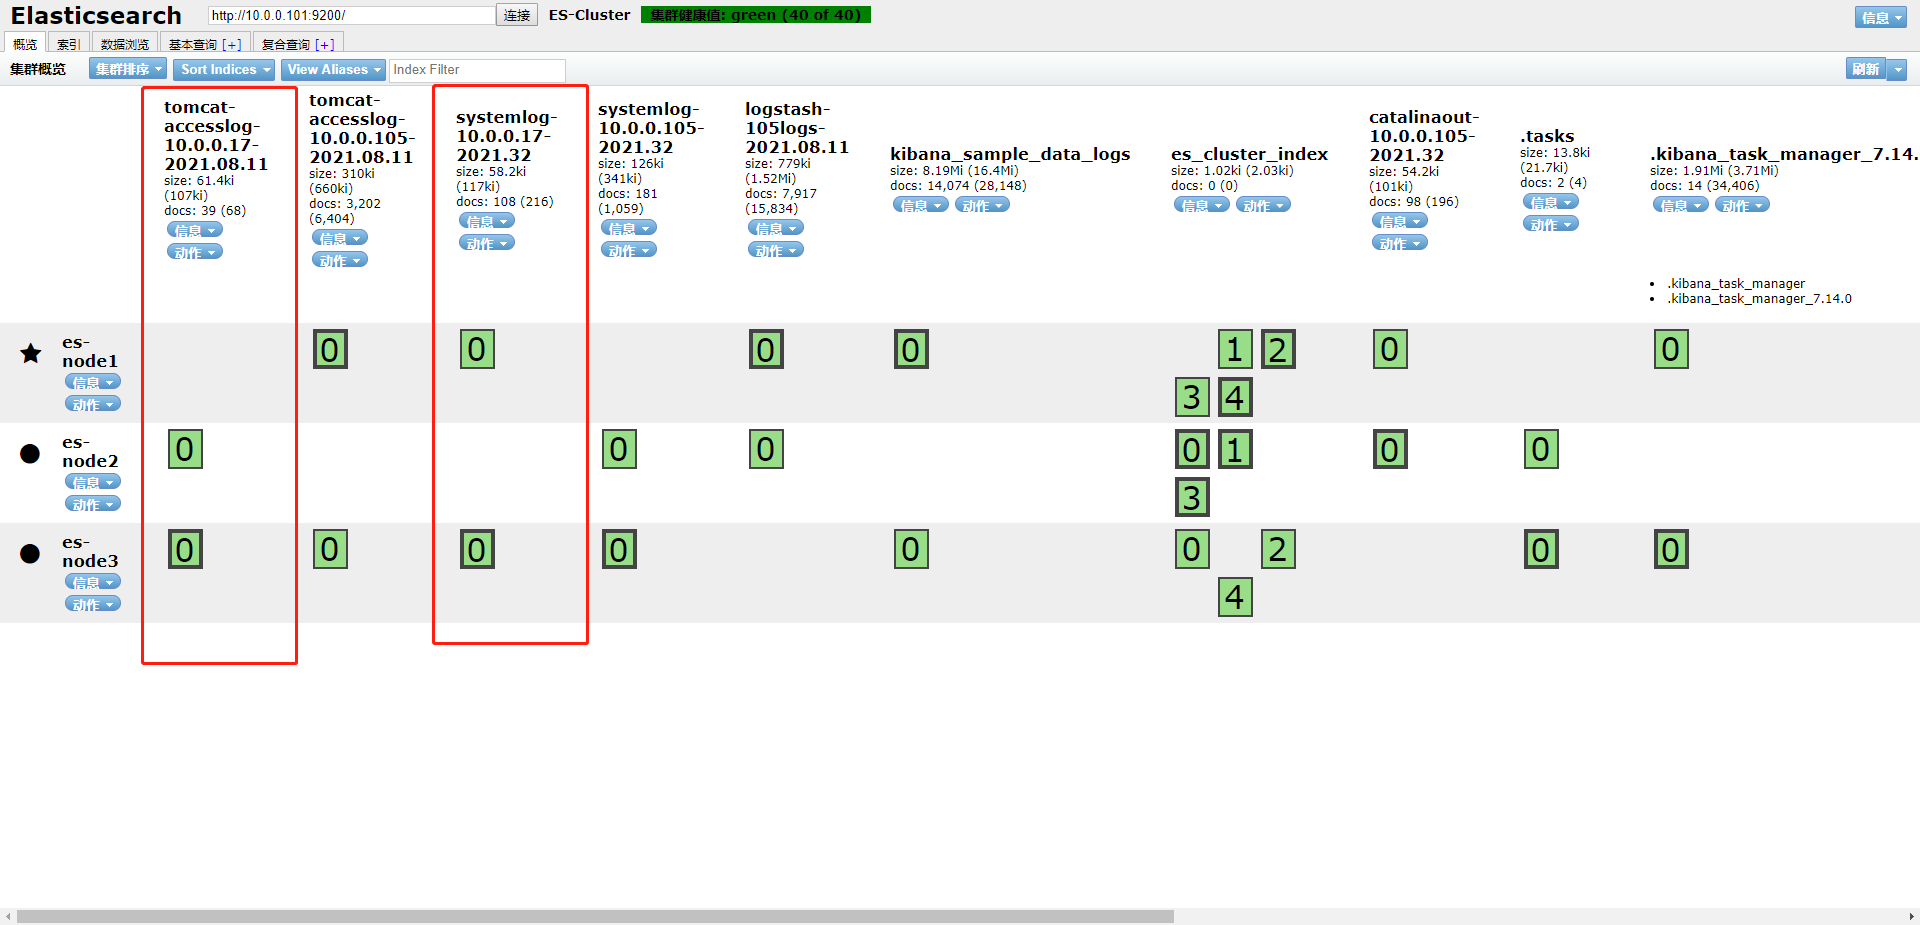 Elasticsearch
http://10.0.0.101:9200/
连接
ES-Cluster
集群健康值: green (40 of 40)
信息
概览
索引
数据浏览
基本查询 [+]
复合查询 [+]
集群概览
集群排序
Sort Indices
View Aliases
Index Filter
刷新
tomcat-
accesslog-
10.0.0.17-
2021.08.11
size: 61.4ki
(107ki)
docs: 39 (68)
信息
动作
tomcat-
accesslog-
10.0.0.105-
2021.08.11
size: 310ki
(660ki)
docs: 3,202
(6,404)
信息
动作
systemlog-
10.0.0.17-
2021.32
size: 58.2ki
(117ki)
docs: 108 (216)
信息
动作
systemlog-
10.0.0.105-
2021.32
size: 126ki
(341ki)
docs: 181
(1,059)
信息
动作
logstash-
105logs-
2021.08.11
size: 779ki
(1.52Mi)
docs: 7,917
(15,834)
信息
动作
kibana_sample_data_logs
size: 8.19Mi (16.4Mi)
docs: 14,074 (28,148)
信息
动作
es_cluster_index
size: 1.02ki (2.03ki)
docs: 0 (0)
信息
动作
catalinaout-
10.0.0.105-
2021.32
size: 54.2ki
(101ki)
docs: 98 (196)
信息
动作
.tasks
size: 13.8ki
(21.7ki)
docs: 2 (4)
信息
动作
.kibana_task_manager_7.14.
size: 1.91Mi (3.71Mi)
docs: 14 (34,406)
信息
动作
.kibana_task_manager
.kibana_task_manager_7.14.0
es-
node1
信息
动作
0 0 0 0 1 2 0 0
3 4
es-
node2
信息
动作
0 0 0 0 1 0 0
3
es-
node3
信息
动作
0 0 0 0 0 0 2 0 0
4